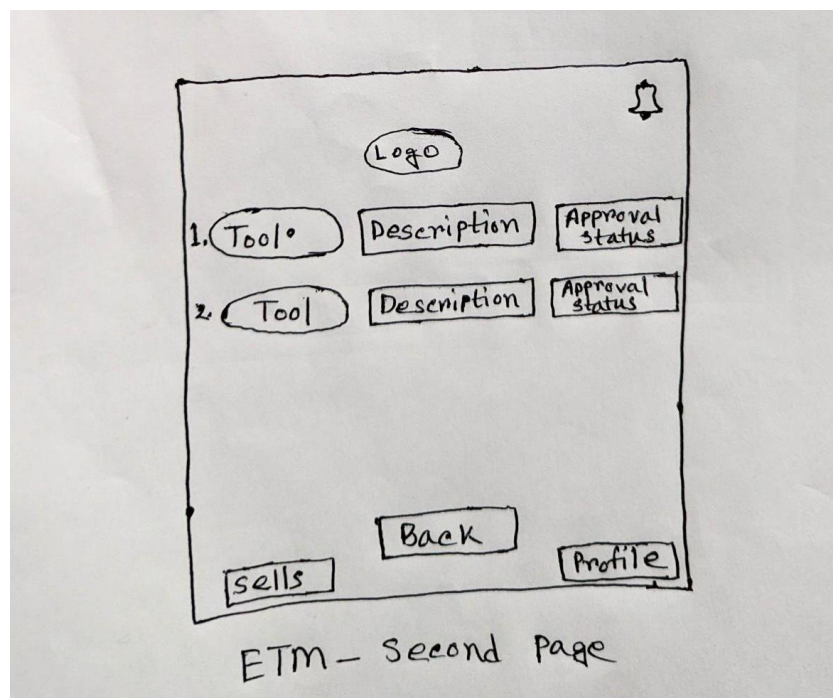 Logo
1. Tool Description Approval status
2. Tool Description Approval status
Back
Sells Profile
ETM - Second Page